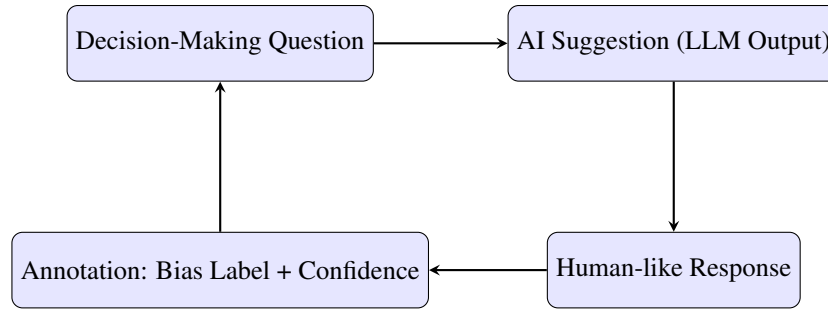 Decision-Making Question
AI Suggestion (LLM Output)
Annotation: Bias Label + Confidence
Human-like Response